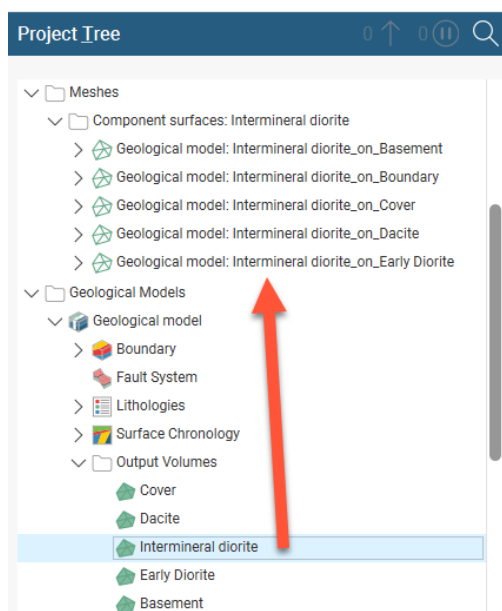 Project Tree 0 0
Meshes
Component surfaces: Intermineral diorite
Geological model: Intermineral diorite_on_Basement
Geological model: Intermineral diorite_on_Boundary
Geological model: Intermineral diorite_on_Cover
Geological model: Intermineral diorite_on_Dacite
Geological model: Intermineral diorite_on_Early Diorite
Geological Models
Geological model
Boundary
Fault System
Lithologies
Surface Chronology
Output Volumes
Cover
Dacite
Intermineral diorite
Early Diorite
Basement